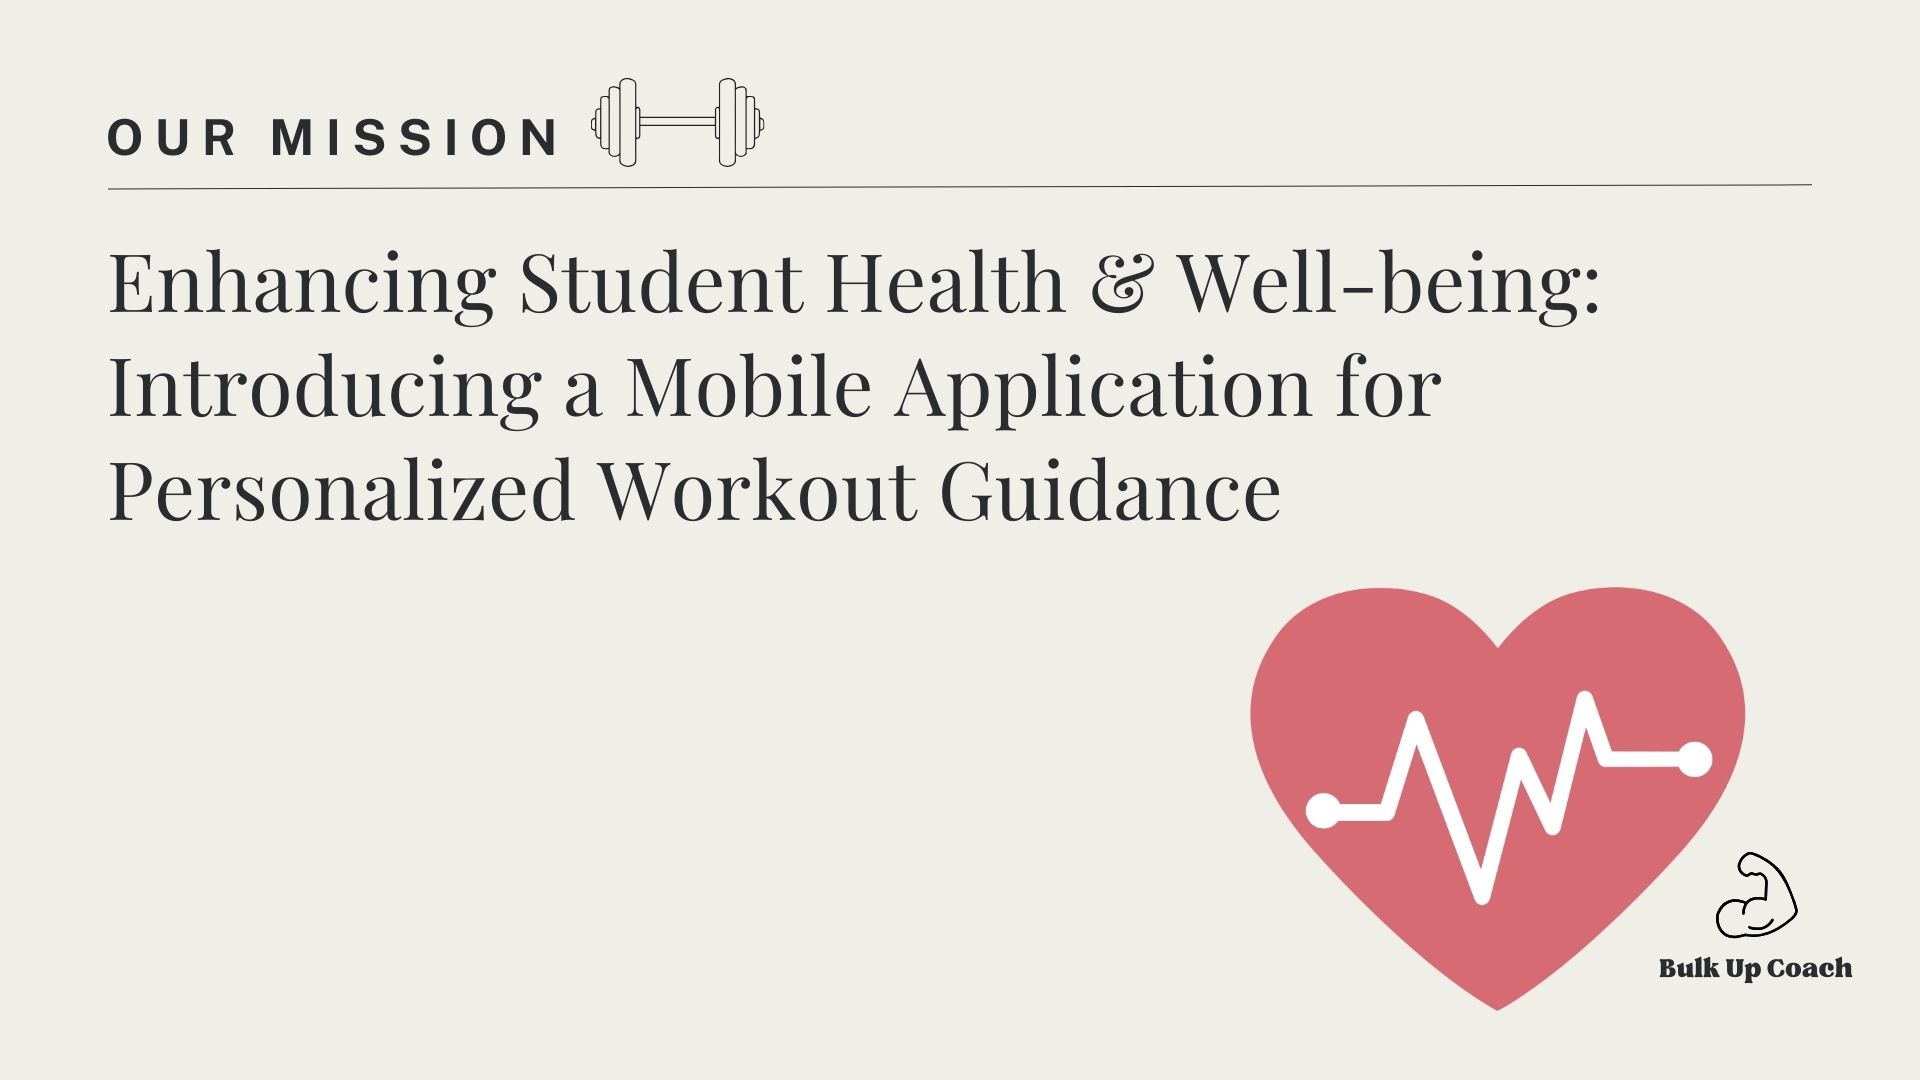 OUR MISSION
Enhancing Student Health & Well-being:
Introducing a Mobile Application for
Personalized Workout Guidance
Bulk Up Coach